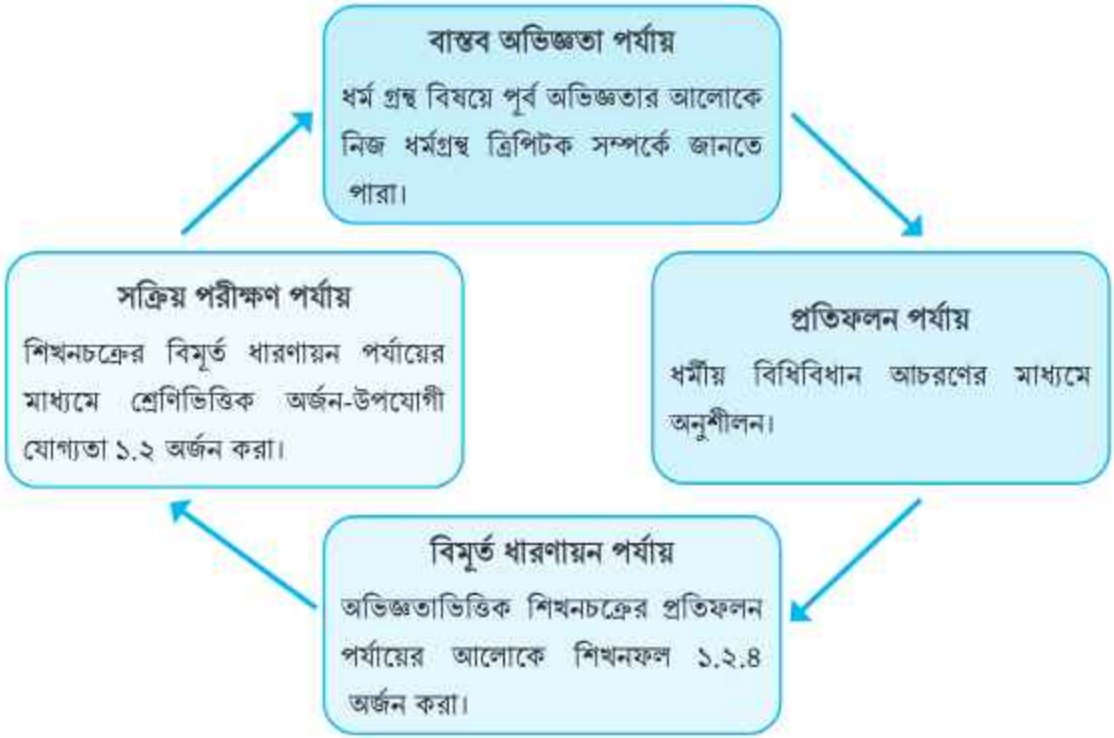 বাস্তব অভিজ্ঞতা পর্যায়
ধর্ম গ্রন্থ বিষয়ে পূর্ব অভিজ্ঞতার আলোকে
নিজ ধর্মগ্রন্থ ত্রিপিটক সম্পর্কে জানতে
পারা।
প্রতিফলন পর্যায়
ধর্মীয় বিধিবিধান আচরণের মাধ্যমে
অনুশীলন।
বিমূর্ত ধারণায়ন পর্যায়
অভিজ্ঞতাভিত্তিক শিখনচক্রের প্রতিফলন
পর্যায়ের আলোকে শিখনফল ১.২.৪
অর্জন করা।
সক্রিয় পরীক্ষণ পর্যায়
শিখনচক্রের বিমূর্ত ধারণায়ন পর্যায়ের
মাধ্যমে শ্রেণিভিত্তিক অর্জন-উপযোগী
যোগ্যতা ১.২ অর্জন করা।